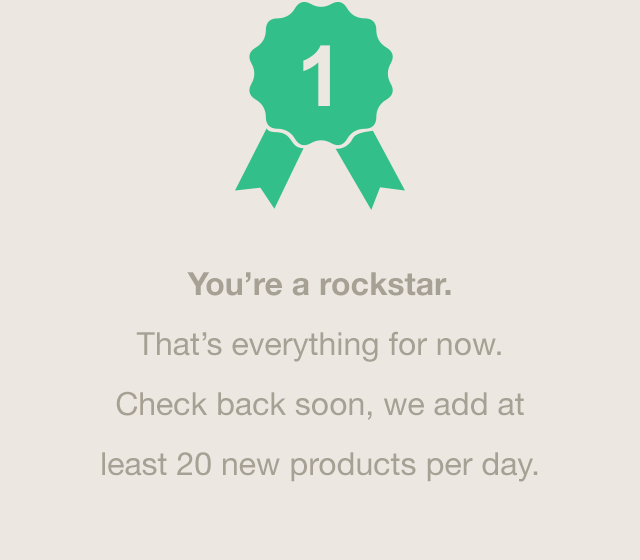 1
You’re a rockstar.
That’s everything for now.
Check back soon, we add at
least 20 new products per day.